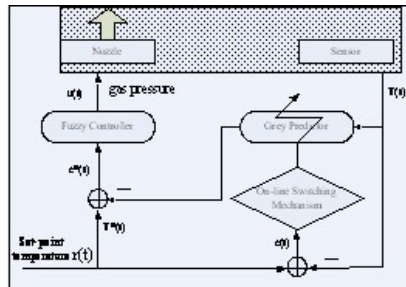 Nozzle
Sensor
u(t)
gas pressure
T(t)
Fuzzy Controller
Grey Predictor
e*(t)
On-line Switching
Mechanism
T*(t)
e(t)
Set-point
temperature r(t)